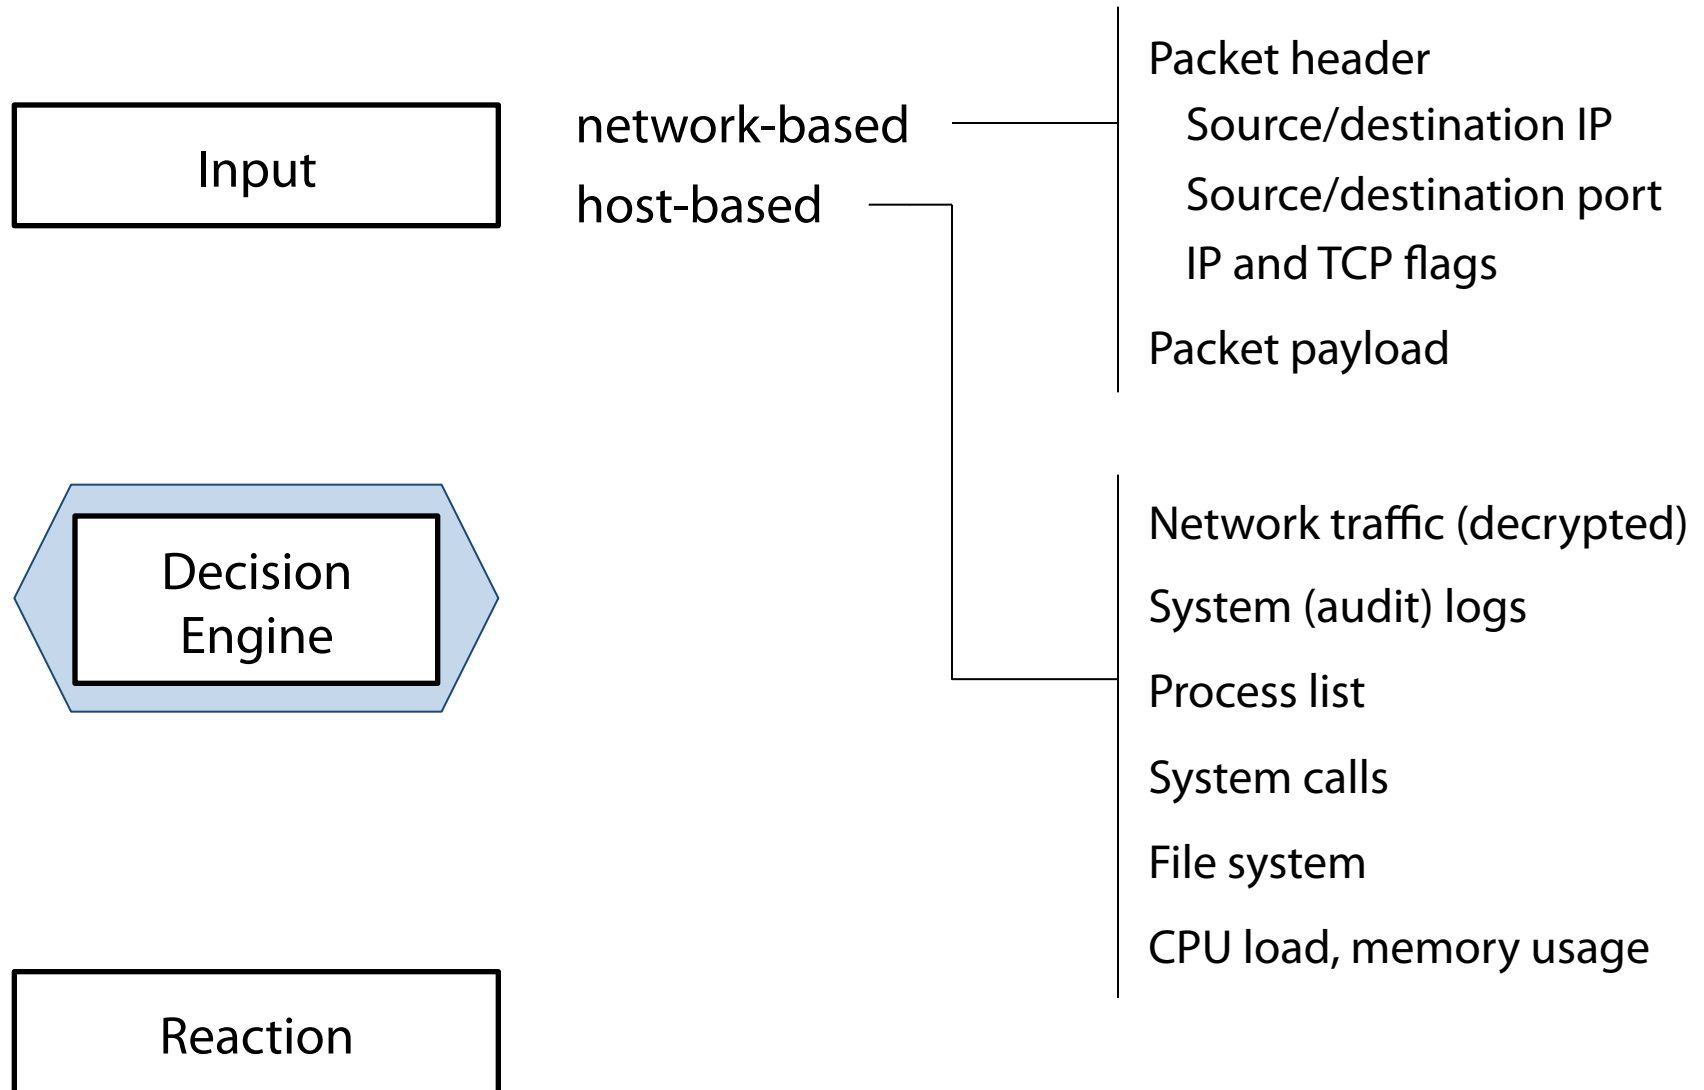 Input
network-based
host-based
Packet header
Source/destination IP
Source/destination port
IP and TCP flags
Packet payload
Decision
Engine
Network traffic (decrypted)
System (audit) logs
Process list
System calls
File system
CPU load, memory usage
Reaction